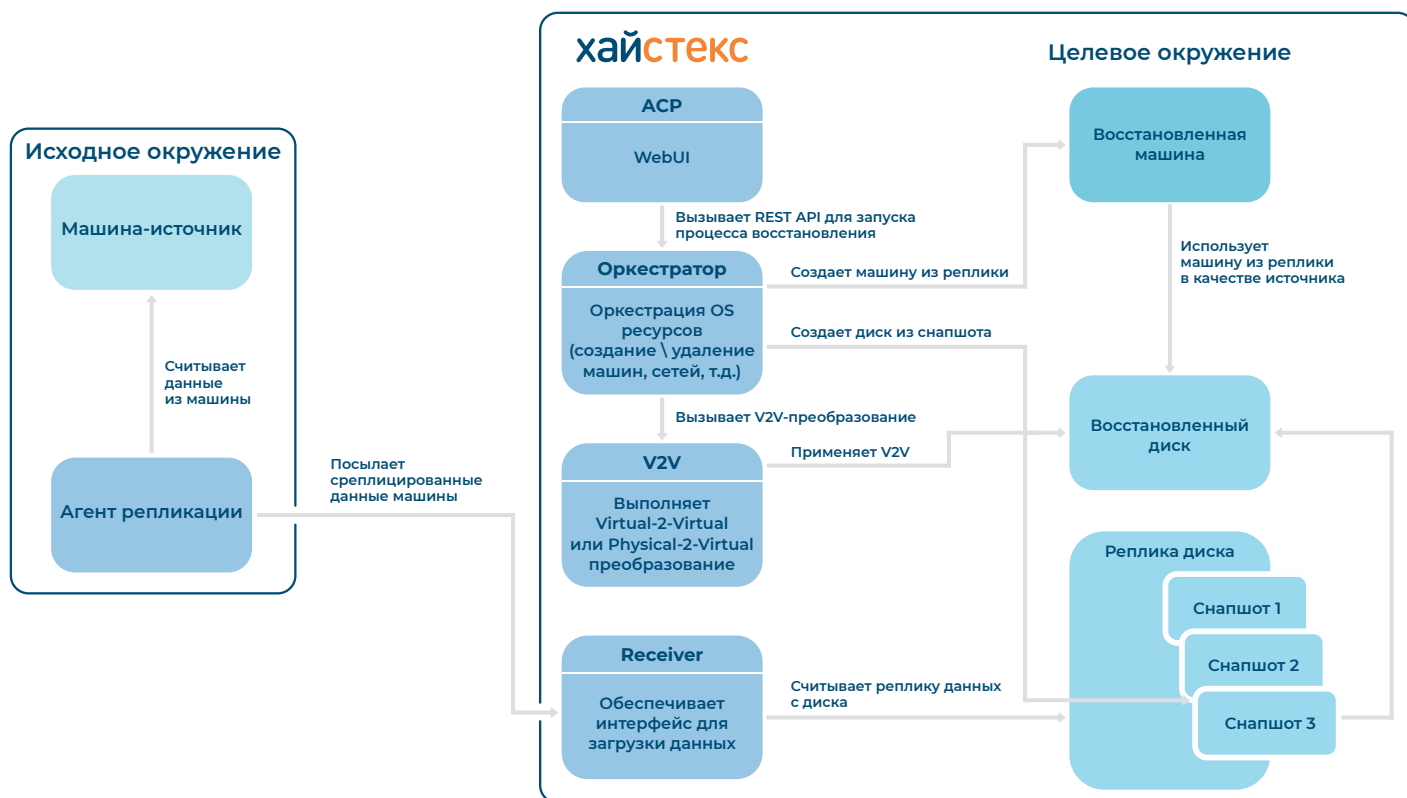 хайстекс
Целевое окружение
Исходное окружение
Машина-источник
Считывает
данные
из машины
Агент репликации
Посылает
среплицированные
данные машины
ACP
WebUI
Вызывает REST API для запуска
процесса восстановления
Оркестратор
Оркестрация OS
ресурсов
(создание \ удаление
машин, сетей, т.д.)
Создает машину из реплики
Создает диск из снапшота
Вызывает V2V-преобразование
V2V
Выполняет
Virtual-2-Virtual
или Physical-2-Virtual
преобразование
Применяет V2V
Receiver
Обеспечивает
интерфейс для
загрузки данных
Считывает реплику данных
с диска
Восстановленная
машина
Использует
машину из реплики
в качестве источника
Восстановленный
диск
Реплика диска
Снапшот 1
Снапшот 2
Снапшот 3